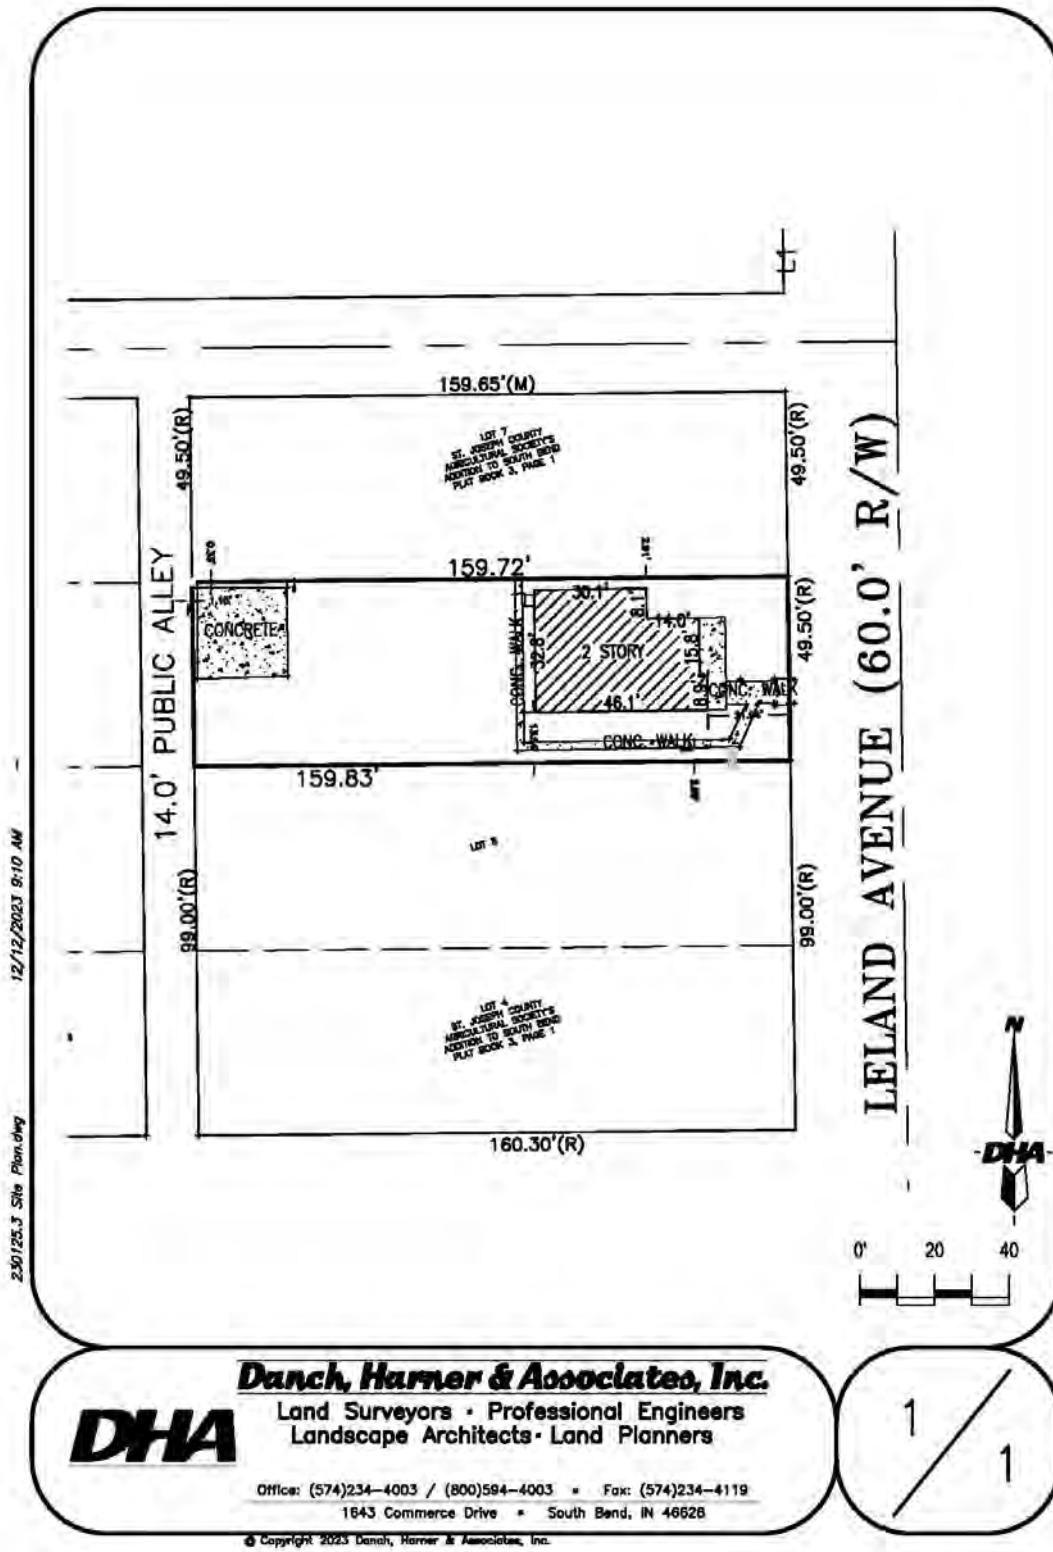 L1
159.65'(M)
49.50'(R)
49.50'(R)
LOT 7
ST. JOSEPH COUNTY
AGRICULTURAL SOCIETY'S
ADDITION TO SOUTH BEND
PLAT BOOK 3, PAGE 1
LELAND AVENUE (60.0' R/W)
14.0' PUBLIC ALLEY
159.72'
49.50'(R)
30.1'
8.1'
14.0'
CONCRETE
CONC. WALK
32.8'
2 STORY
15.8'
46.1'
CONC. WALK
CONC. WALK
159.83'
LOT 5
99.00'(R)
99.00'(R)
LOT 4
ST. JOSEPH COUNTY
AGRICULTURAL SOCIETY'S
ADDITION TO SOUTH BEND
PLAT BOOK 3, PAGE 1
160.30'(R)
N
DHA
0' 20 40
230125.3 Site Plan.dwg 12/12/2023 9:10 AM
DHA
Danch, Harner & Associates, Inc.
Land Surveyors • Professional Engineers
Landscape Architects • Land Planners
Office: (574)234-4003 / (800)594-4003 • Fax: (574)234-4119
1643 Commerce Drive • South Bend, IN 46628
© Copyright 2023 Danch, Harner & Associates, Inc.
1/1